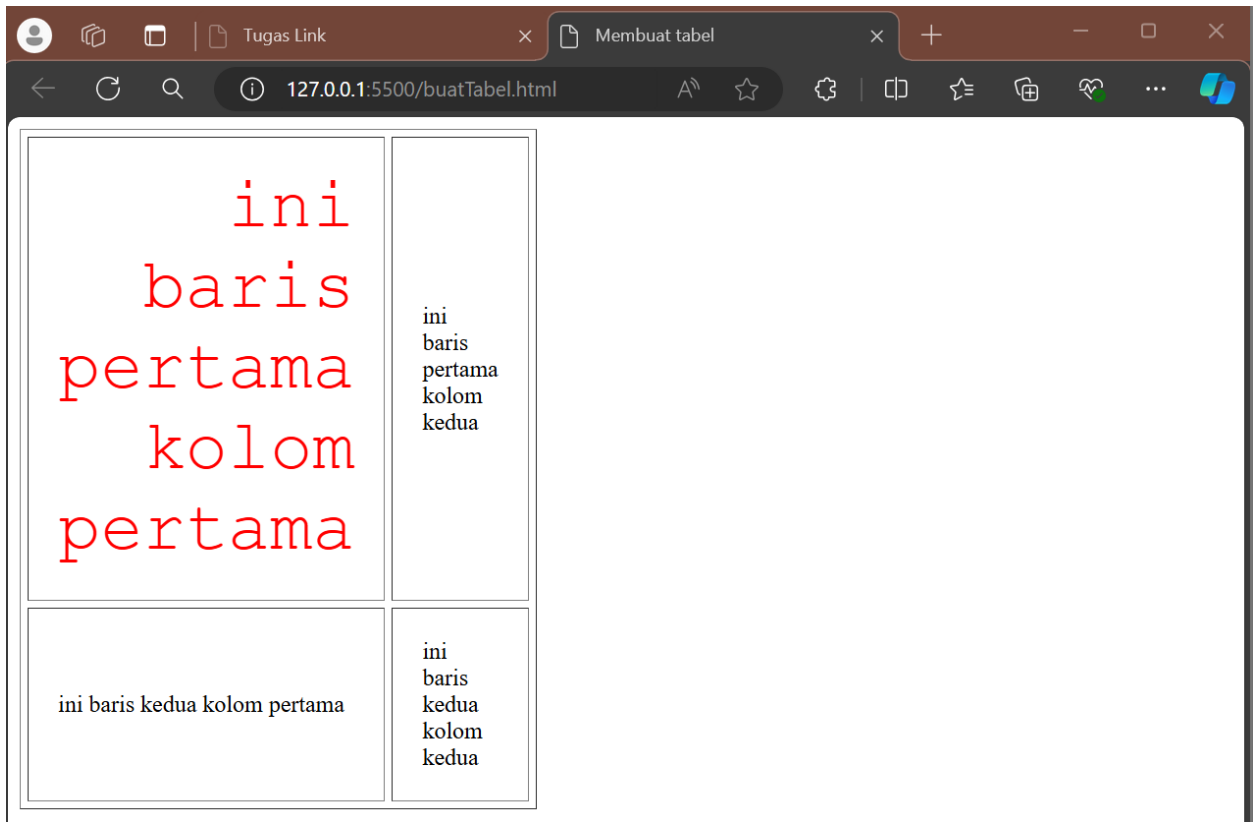 Tugas Link
Membuat tabel
127.0.0.1:5500/buatTabel.html
ini
baris
pertama
kolom
pertama
ini
baris
pertama
kolom
kedua
ini baris kedua kolom pertama
ini
baris
kedua
kolom
kedua